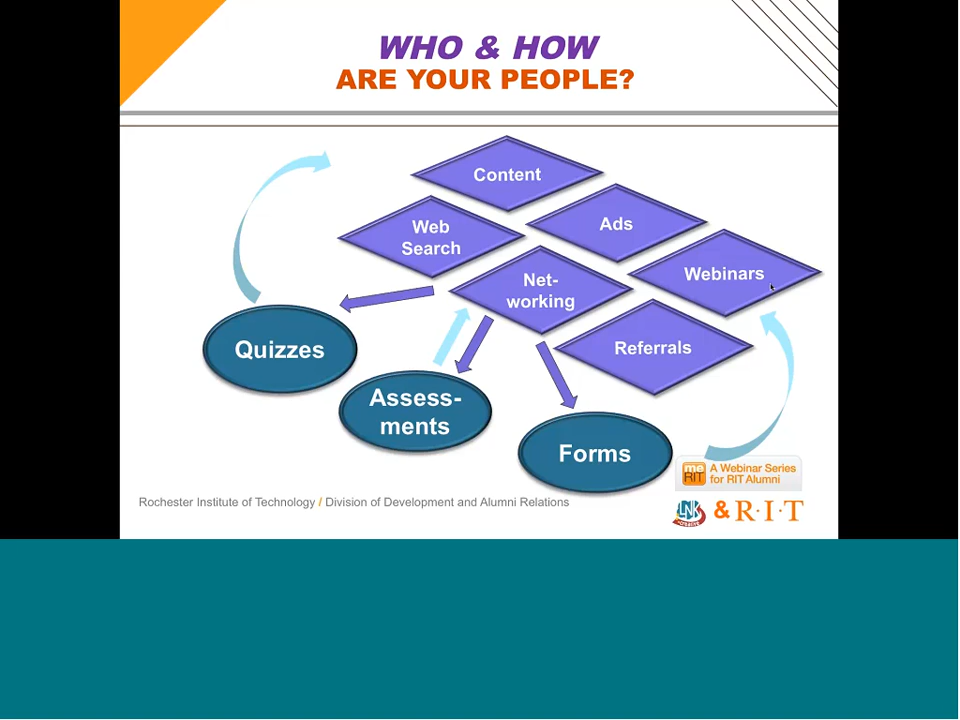 WHO & HOW
ARE YOUR PEOPLE?
Content
Ads
Web
Search
Webinars
Net-
working
Referrals
Quizzes
Assess-
ments
Forms
me
RIT
A Webinar Series
for RIT Alumni
Rochester Institute of Technology / Division of Development and Alumni Relations
LNK
& R·I·T